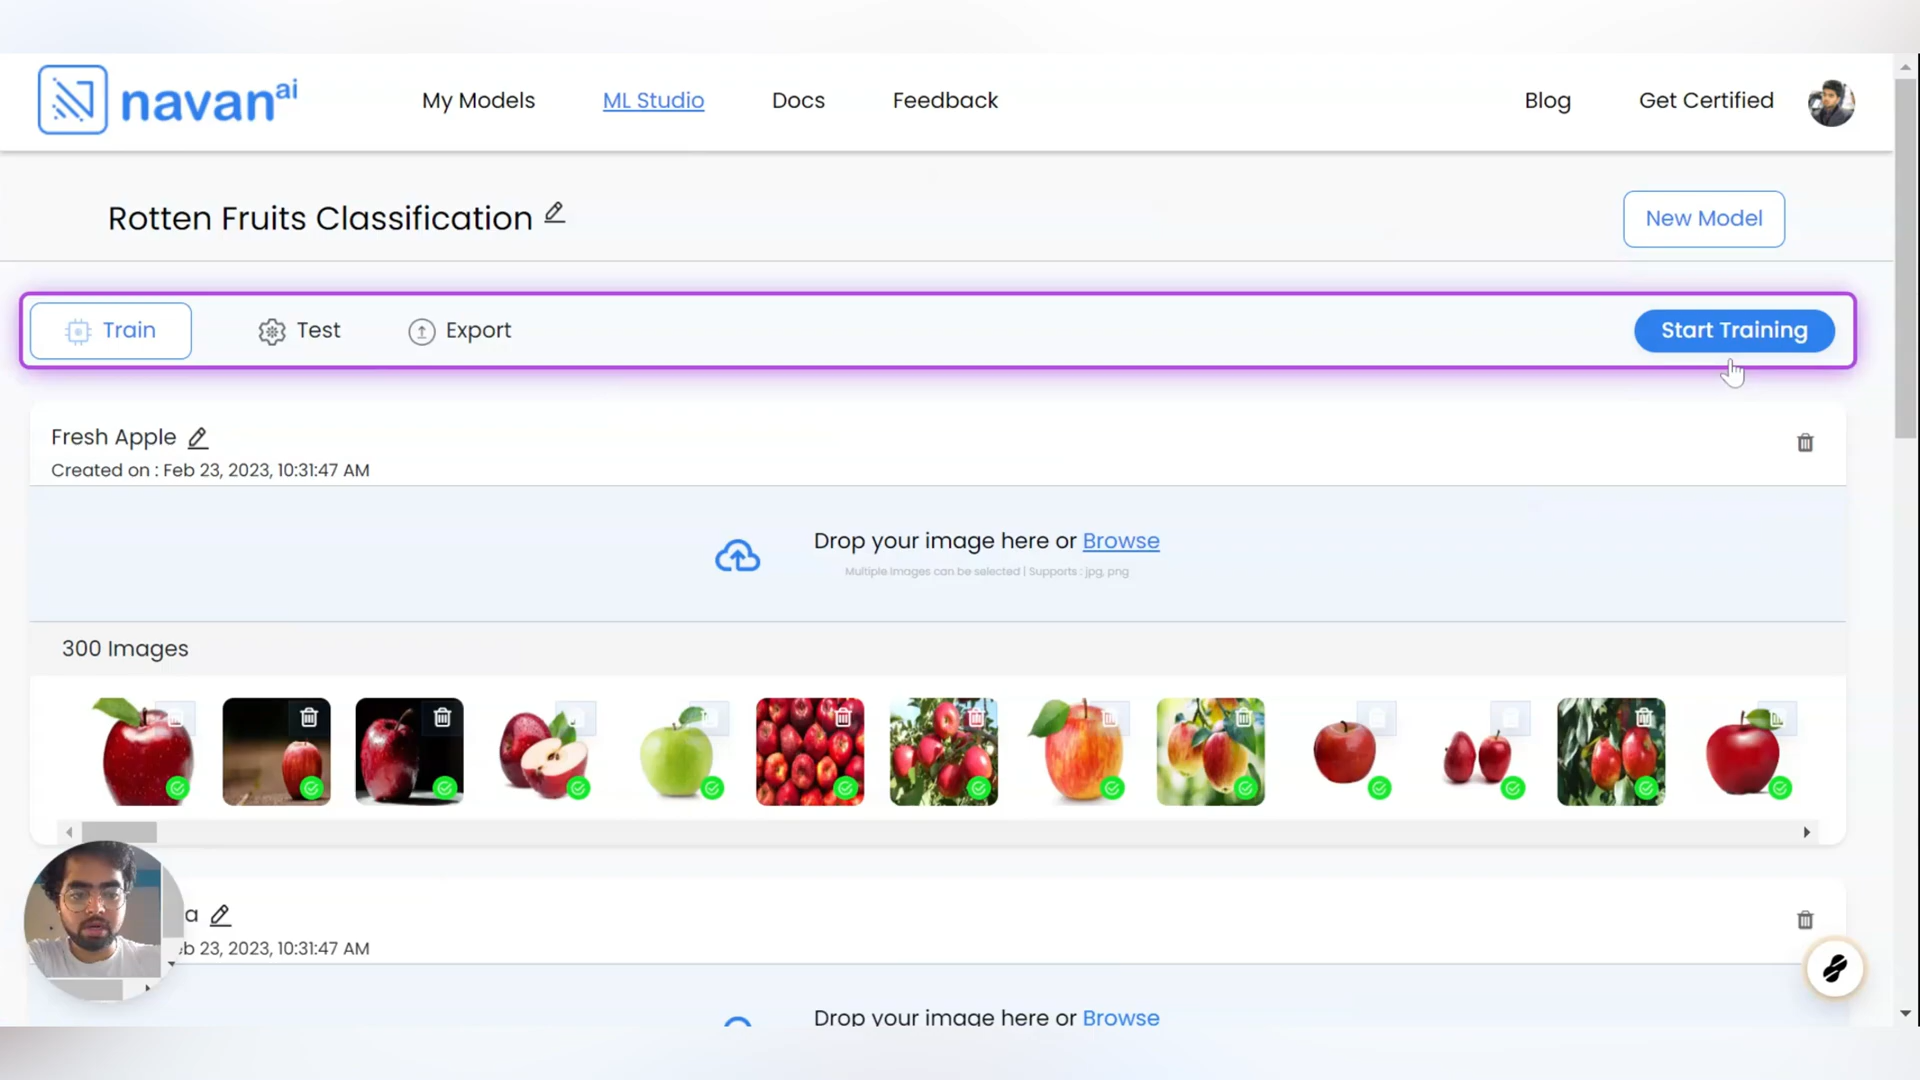 navan ai
My Models
ML Studio
Docs
Feedback
Blog
Get Certified
Rotten Fruits Classification
New Model
Train
Test
Export
Start Training
Fresh Apple
Created on : Feb 23, 2023, 10:31:47 AM
Drop your image here or Browse
Multiple images can be selected | Supports : jpg, png
300 Images
a
b 23, 2023, 10:31:47 AM
Drop your image here or Browse